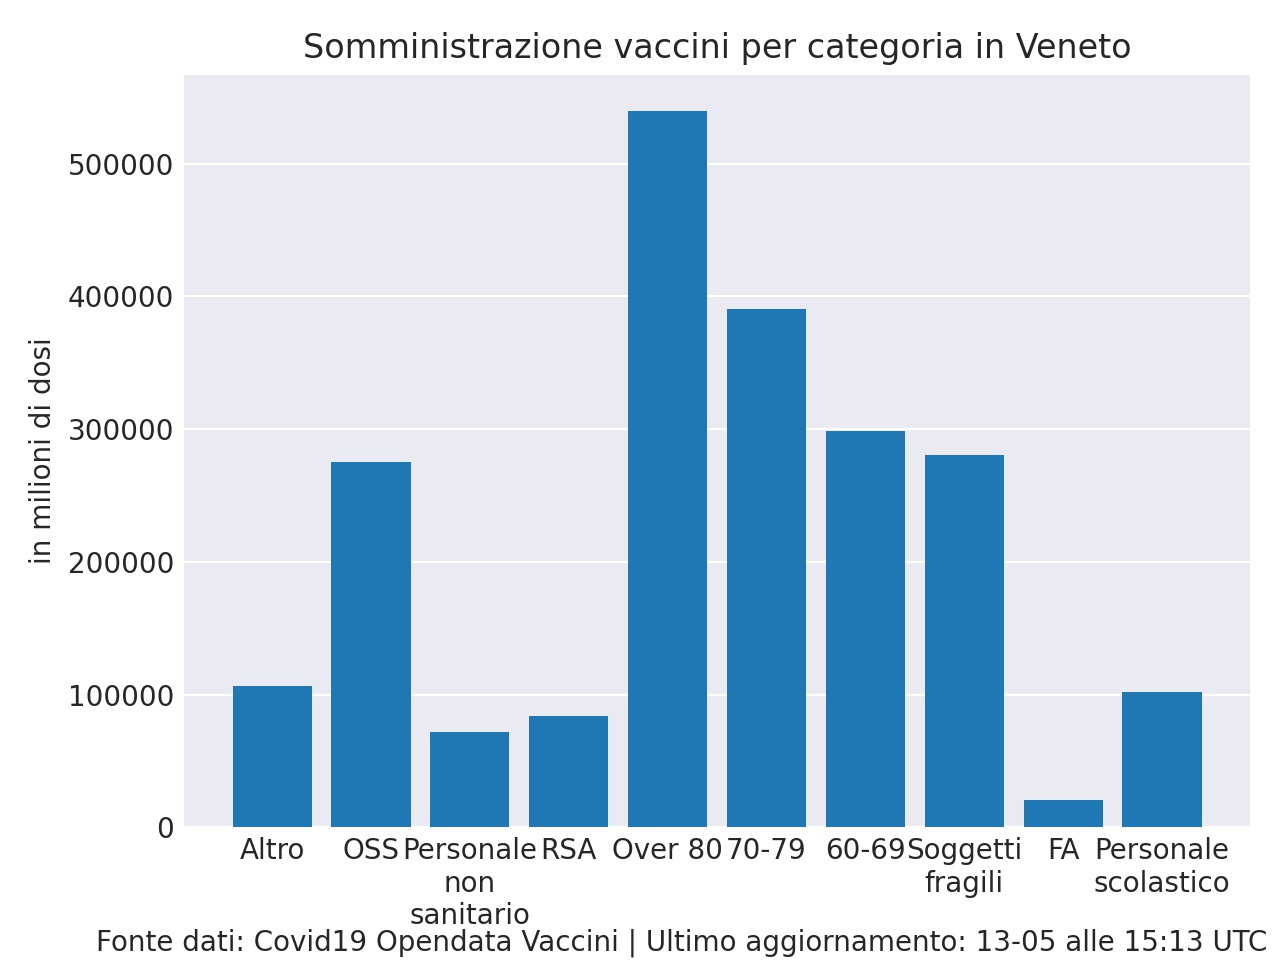 Somministrazione vaccini per categoria in Veneto
in milioni di dosi
500000
400000
300000
200000
100000
0
Altro
OSS
Personale
non
sanitario
RSA
Over 80
70-79
60-69
Soggetti
fragili
FA
Personale
scolastico
Fonte dati: Covid19 Opendata Vaccini | Ultimo aggiornamento: 13-05 alle 15:13 UTC